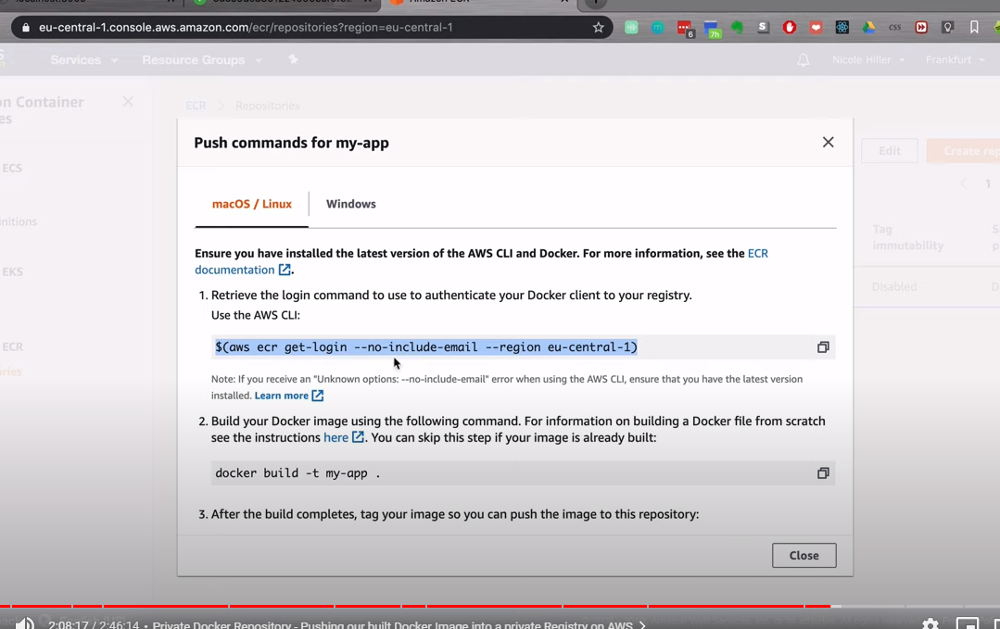 eu-central-1.console.aws.amazon.com/ecr/repositories?region=eu-central-1
6
7h
S
CSS
Services
Resource Groups
Nicole Hiller
Frankfurt
n Container
es
ECR
Repositories
Push commands for my-app
Edit
Create rep
1
ECS
macOS / Linux
Windows
nitions
Tag
immutability
Ensure you have installed the latest version of the AWS CLI and Docker. For more information, see the ECR
documentation .
EKS
1. Retrieve the login command to use to authenticate your Docker client to your registry.
Disabled
Use the AWS CLI:
ECR
$(aws ecr get-login --no-include-email --region eu-central-1)
ries
Note: If you receive an "Unknown options: --no-include-email" error when using the AWS CLI, ensure that you have the latest version
installed. Learn more
2. Build your Docker image using the following command. For information on building a Docker file from scratch
see the instructions here . You can skip this step if your image is already built:
docker build -t my-app .
3. After the build completes, tag your image so you can push the image to this repository:
Close
2:08:17 / 2:46:14 • Private Docker Repository - Pushing our built Docker Image into a private Registry on AWS